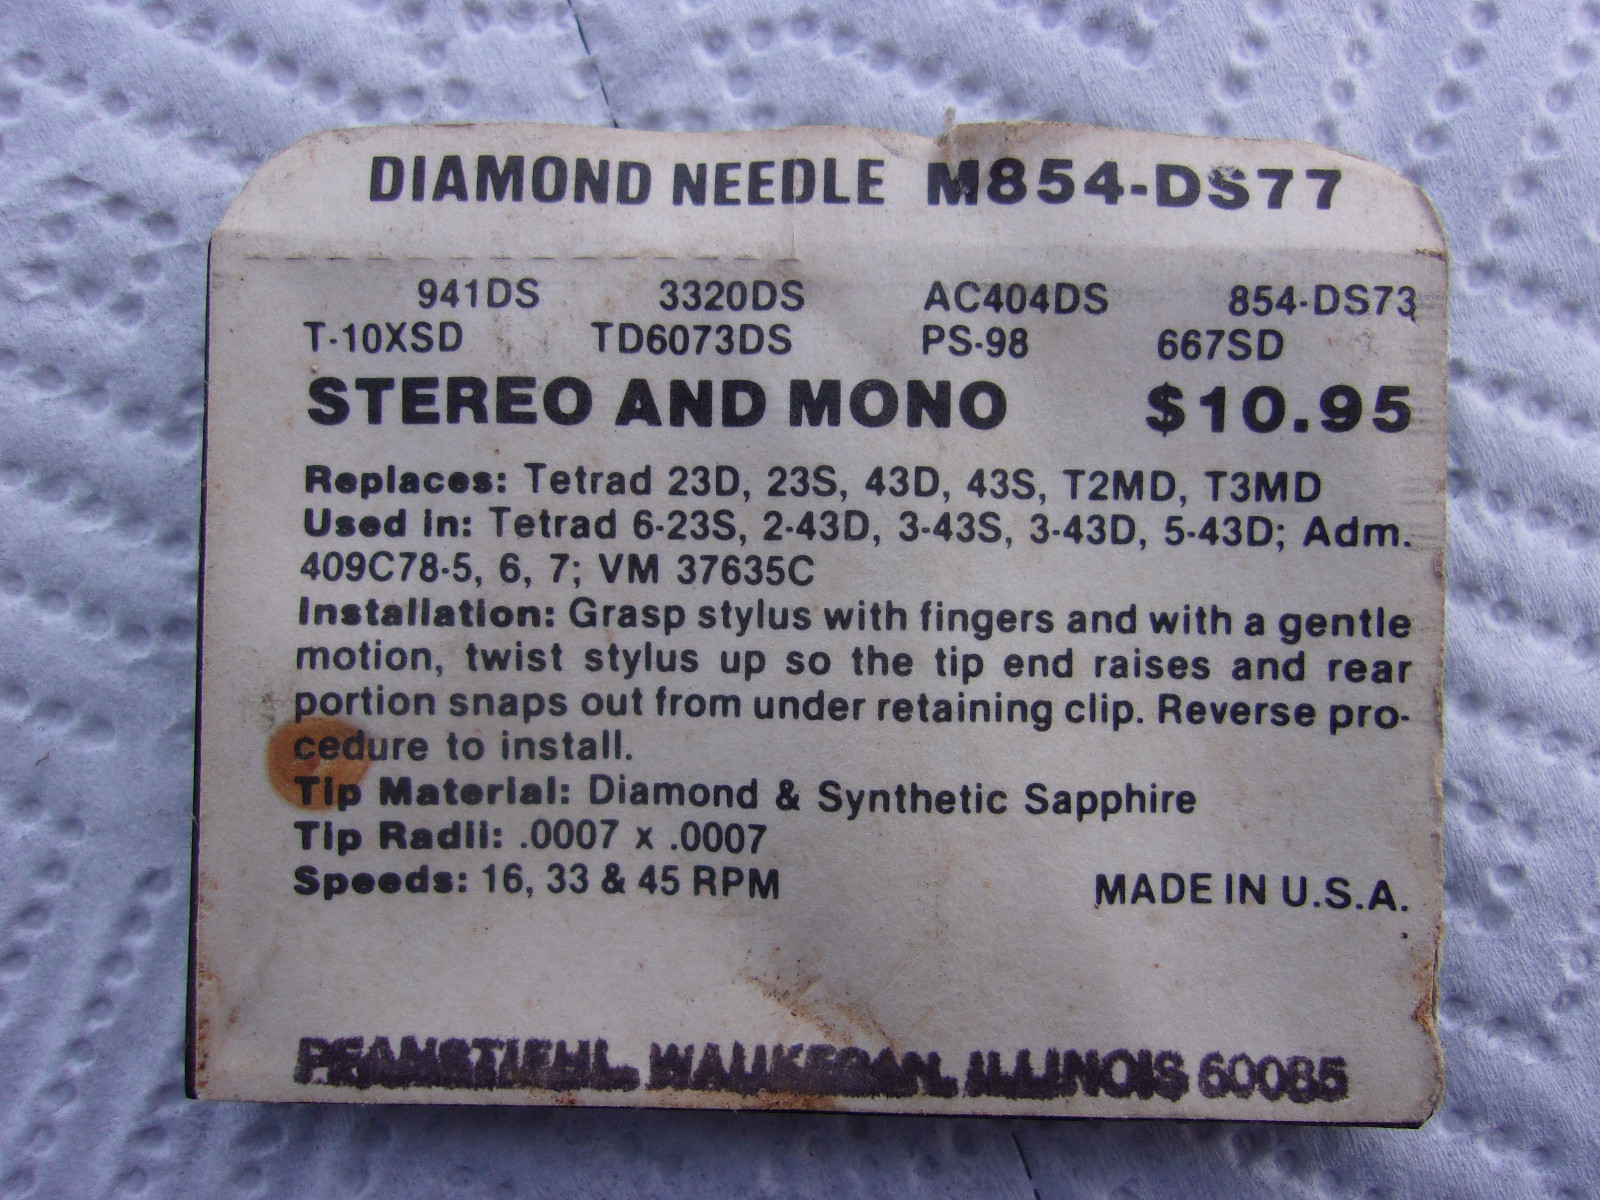 DIAMOND NEEDLE M854-DS77
941DS 3320DS AC404DS 854-DS73
T-10XSD TD6073DS PS-98 667SD
STEREO AND MONO $10.95
Replaces: Tetrad 23D, 23S, 43D, 43S, T2MD, T3MD
Used in: Tetrad 6-23S, 2-43D, 3-43S, 3-43D, 5-43D; Adm.
409C78-5, 6, 7; VM 37635C
Installation: Grasp stylus with fingers and with a gentle
motion, twist stylus up so the tip end raises and rear
portion snaps out from under retaining clip. Reverse pro-
cedure to install.
Tip Material: Diamond & Synthetic Sapphire
Tip Radii: .0007 x .0007
Speeds: 16, 33 & 45 RPM MADE IN U.S.A.
PFANSTIEHL, WAUKEGAN, ILLINOIS 60085